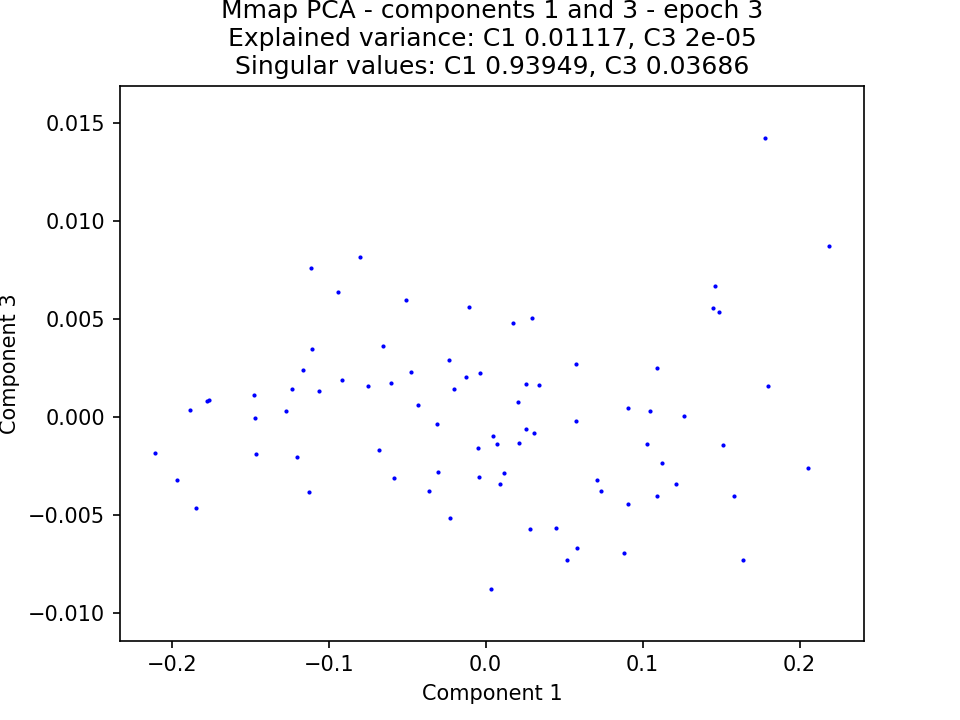 Mmap PCA - components 1 and 3 - epoch 3
Explained variance: C1 0.01117, C3 2e-05
Singular values: C1 0.93949, C3 0.03686
0.015
0.010
0.005
0.000
−0.005
−0.010
Component 3
−0.2
−0.1
0.0
0.1
0.2
Component 1